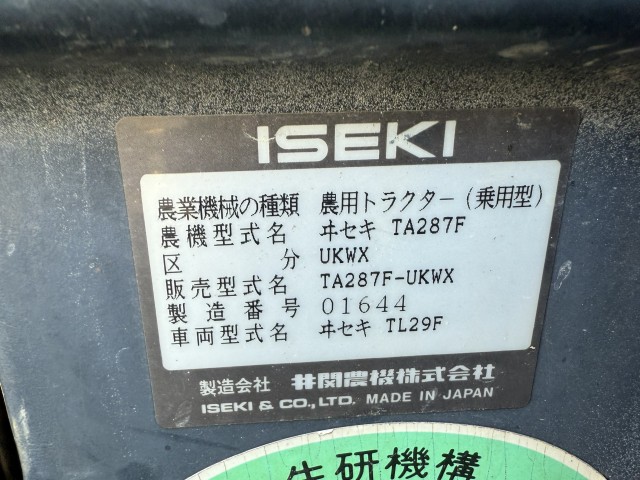 ISEKI
農業機械の種類 農用トラクター(乗用型)
農機型式名 ヰセキ TA287F
区分 UKWX
販売型式名 TA287F-UKWX
製造番号 01644
車両型式名 ヰセキ TL29F
製造会社 井関農機株式会社
ISEKI & CO., LTD. MADE IN JAPAN
生研機構